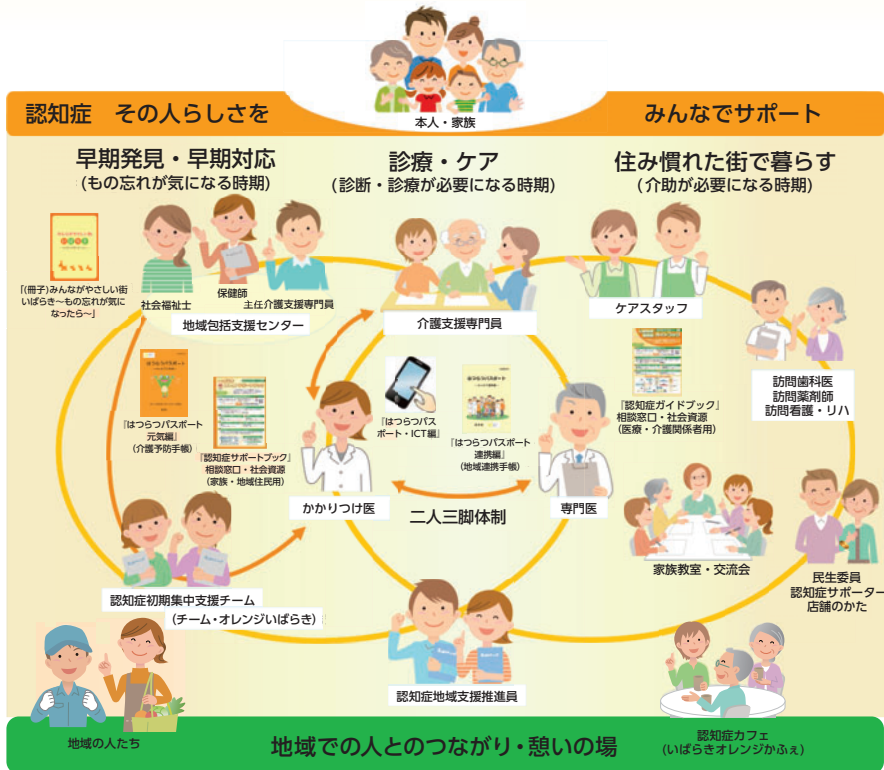 本人・家族
認知症 その人らしさを
みんなでサポート
早期発見・早期対応
(もの忘れが気になる時期)
診療・ケア
(診断・診療が必要になる時期)
住み慣れた街で暮らす
(介助が必要になる時期)
『(冊子)みんながやさしい街
いばらき~もの忘れが気に
なったら~』
社会福祉士
保健師
主任介護支援専門員
地域包括支援センター
介護支援専門員
ケアスタッフ
訪問歯科医
訪問薬剤師
訪問看護・リハ
はつらつパスポート
『はつらつパスポート
元気編』
(介護予防手帳)
『認知症サポートブック』
相談窓口・社会資源
(家族・地域住民用)
『はつらつパス
ポート・ICT編』
はつらつパスポート
『はつらつパスポート
連携編』
(地域連携手帳)
『認知症ガイドブック』
相談窓口・社会資源
(医療・介護関係者用)
かかりつけ医
二人三脚体制
専門医
家族教室・交流会
民生委員
認知症サポーター
店舗のかた
認知症初期集中支援チーム
(チーム・オレンジいばらき)
認知症地域支援推進員
地域の人たち
地域での人とのつながり・憩いの場
認知症カフェ
(いばらきオレンジかふぇ)